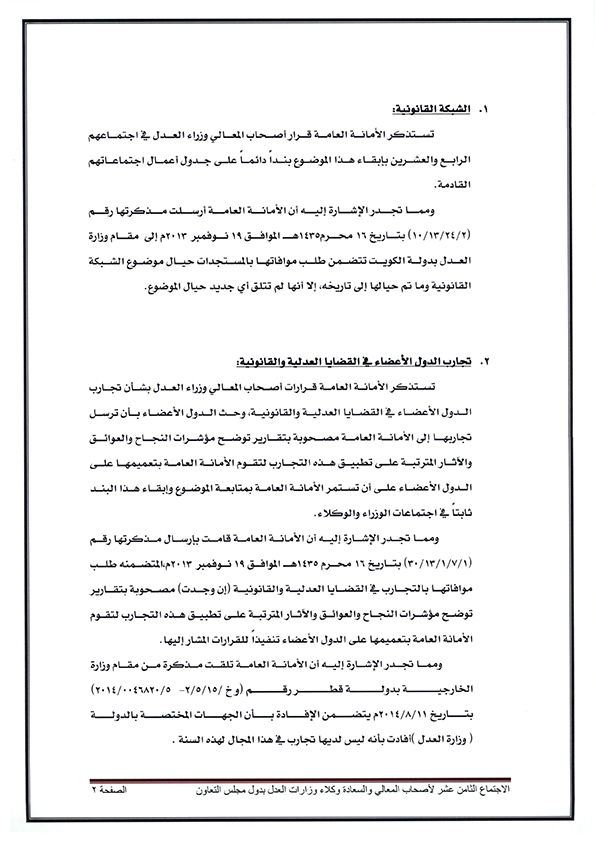 ١. الشبكة القانونية:
تستذكر الأمانة العامة قرار أصحاب المعالي وزراء العدل في اجتماعهم
الرابع والعشرين بإبقاء هذا الموضوع بنداً دائماً على جدول أعمال اجتماعاتهم
القادمة.
ومما تجدر الإشارة إليه أن الأمانة العامة أرسلت مذكرتها رقم
(١٠/١٣/٢٤/٢) بتاريخ ١٦ محرم ١٤٣٥هـ الموافق ١٩ نوفمبر ٢٠١٣م إلى مقام وزارة
العدل بدولة الكويت تتضمن طلب موافاتها بالمستجدات حيال موضوع الشبكة
القانونية وما تم حيالها إلى تاريخه، إلا أنها لم تتلق أي جديد حيال الموضوع.
٢. تجارب الدول الأعضاء في القضايا العدلية والقانونية:
تستذكر الأمانة العامة قرارات أصحاب المعالي وزراء العدل بشأن تجارب
الدول الأعضاء في القضايا العدلية والقانونية، وحث الدول الأعضاء بأن ترسل
تجاربها إلى الأمانة العامة مصحوبة بتقارير توضح مؤشرات النجاح والعوائق
والآثار المترتبة على تطبيق هذه التجارب لتقوم الأمانة العامة بتعميمها على
الدول الأعضاء على أن تستمر الأمانة العامة بمتابعة الموضوع وإبقاء هذا البند
ثابتاً في اجتماعات الوزراء والوكلاء.
ومما تجدر الإشارة إليه أن الأمانة العامة قامت بإرسال مذكرتها رقم
(٣٠/١٣/١/٧/١) بتاريخ ١٦ محرم ١٤٣٥هـ الموافق ١٩ نوفمبر ٢٠١٣م،المتضمنه طلب
موافاتها بالتجارب في القضايا العدلية والقانونية (إن وجدت) مصحوبة بتقارير
توضح مؤشرات النجاح والعوائق والآثار المترتبة على تطبيق هذه التجارب لتقوم
الأمانة العامة بتعميمها على الدول الأعضاء تنفيذاً للقرارات المشار إليها.
ومما تجدر الإشارة إليه أن الأمانة العامة تلقت مذكرة من مقام وزارة
الخارجية بدولة قطر رقم (و خ /٢/٥/١٥- ٢٠١٤/٠٠٤٦٨٢٠/٥)
بتاريخ ٢٠١٤/٨/١١م يتضمن الإفادة بأن الجهات المختصة بالدولة
( وزارة العدل )أفادت بأنه ليس لديها تجارب في هذا المجال لهذه السنة .
الاجتماع الثامن عشر لأصحاب المعالي والسعادة وكلاء وزارات العدل بدول مجلس التعاون الصفحة ٢